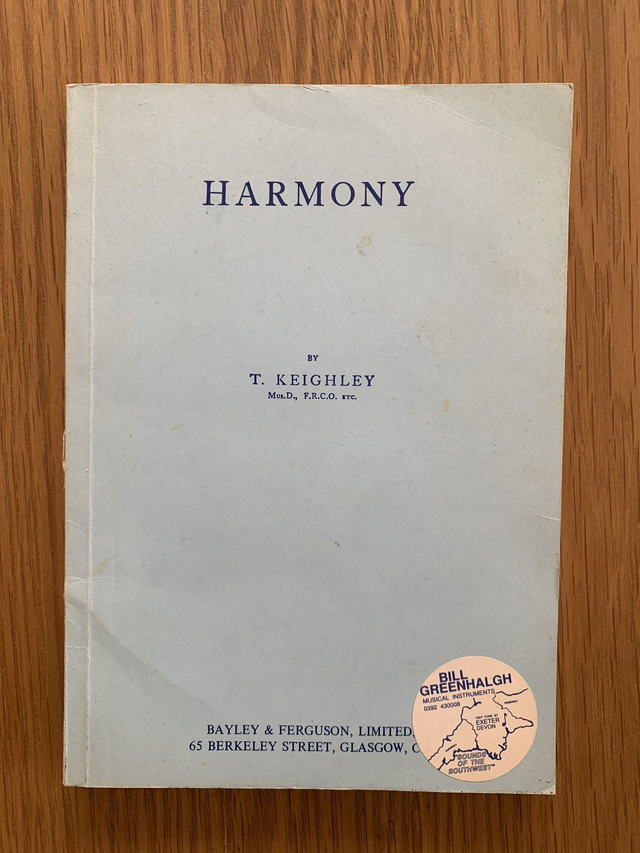 HARMONY
BY
T. KEIGHLEY
Mus.D., F.R.C.O. ETC.
BAYLEY & FERGUSON, LIMITED,
65 BERKELEY STREET, GLASGOW, C
BILL
GREENHALGH
MUSICAL INSTRUMENTS
0392 430008
EXETER
DEVON
"SOUNDS
OF THE
SOUTHWEST"